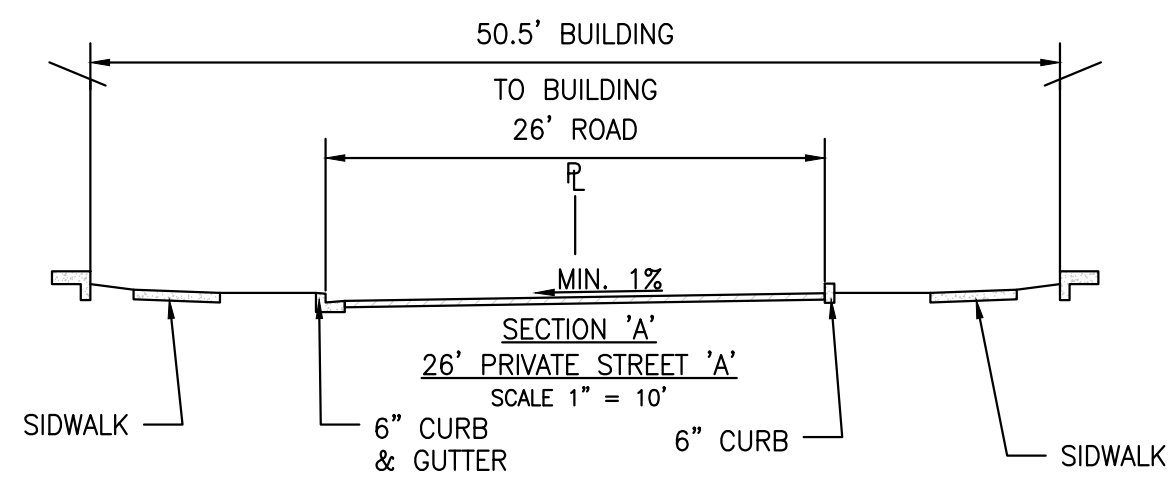 50.5' BUILDING
TO BUILDING
26' ROAD
PL
MIN. 1%
SECTION 'A'
26' PRIVATE STREET 'A'
SCALE 1" = 10'
SIDWALK
6" CURB
& GUTTER
6" CURB
SIDWALK